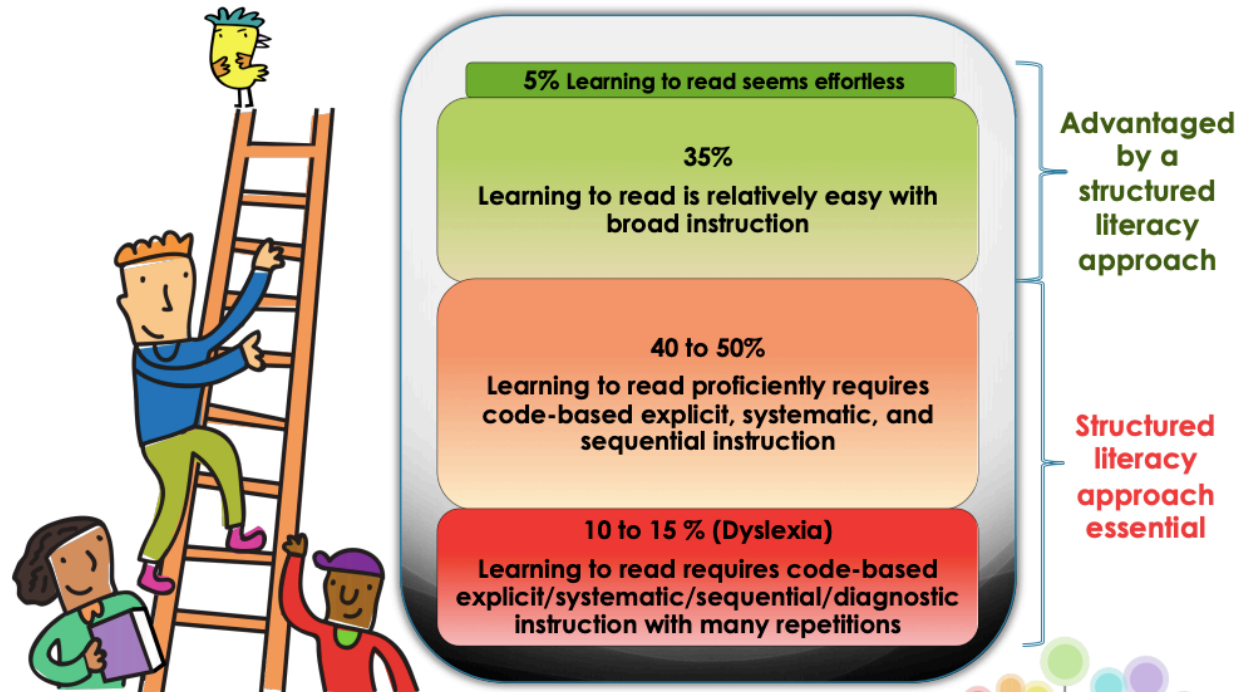 5% Learning to read seems effortless
35%
Learning to read is relatively easy with
broad instruction
40 to 50%
Learning to read proficiently requires
code-based explicit, systematic, and
sequential instruction
10 to 15 % (Dyslexia)
Learning to read requires code-based
explicit/systematic/sequential/diagnostic
instruction with many repetitions
Advantaged
by a
structured
literacy
approach
Structured
literacy
approach
essential